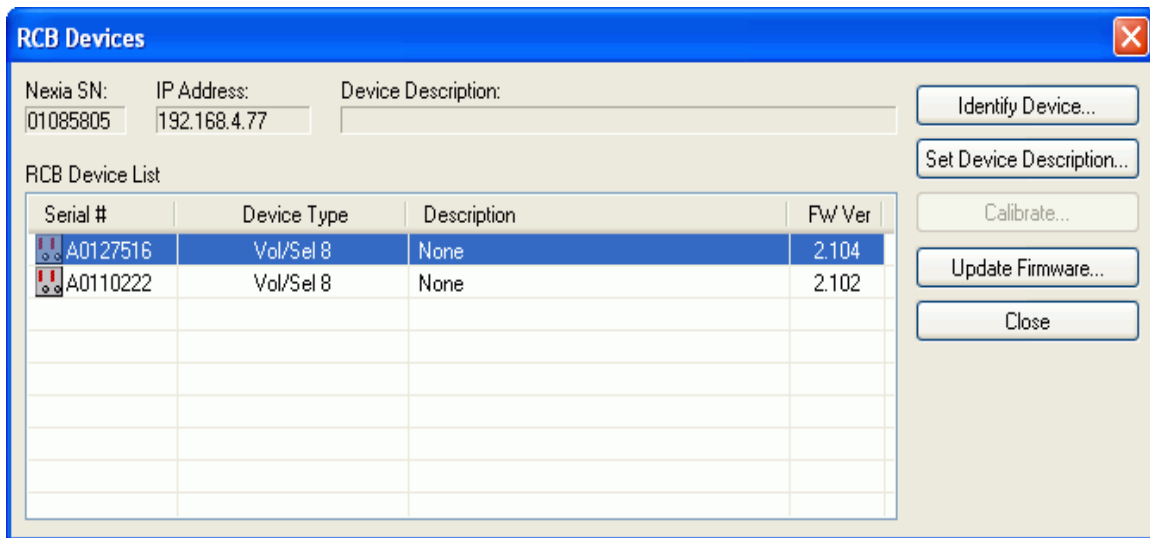 RCB Devices
Nexia SN: IP Address: Device Description:
01085805 192.168.4.77
RCB Device List
Serial # Device Type Description FW Ver
A0127516 Vol/Sel 8 None 2.104
A0110222 Vol/Sel 8 None 2.102
Identify Device...
Set Device Description...
Calibrate...
Update Firmware...
Close